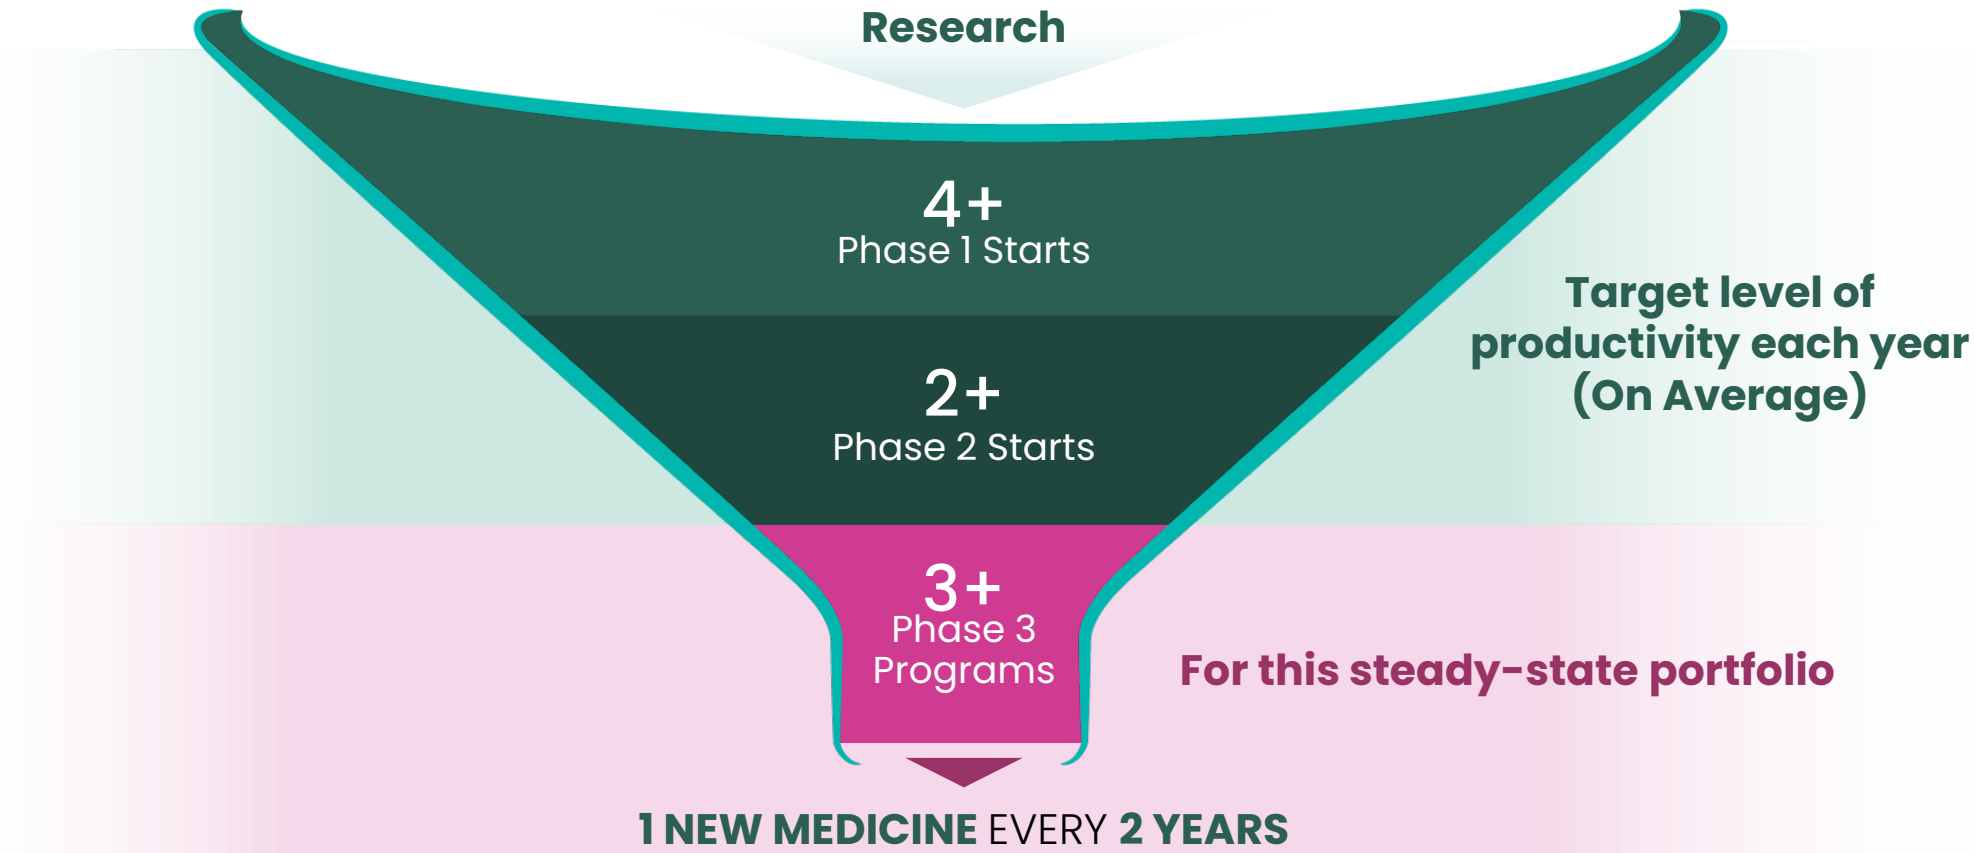 Research
4+
Phase 1 Starts
2+
Phase 2 Starts
Target level of
productivity each year
(On Average)
3+
Phase 3
Programs
For this steady-state portfolio
1 NEW MEDICINE EVERY 2 YEARS